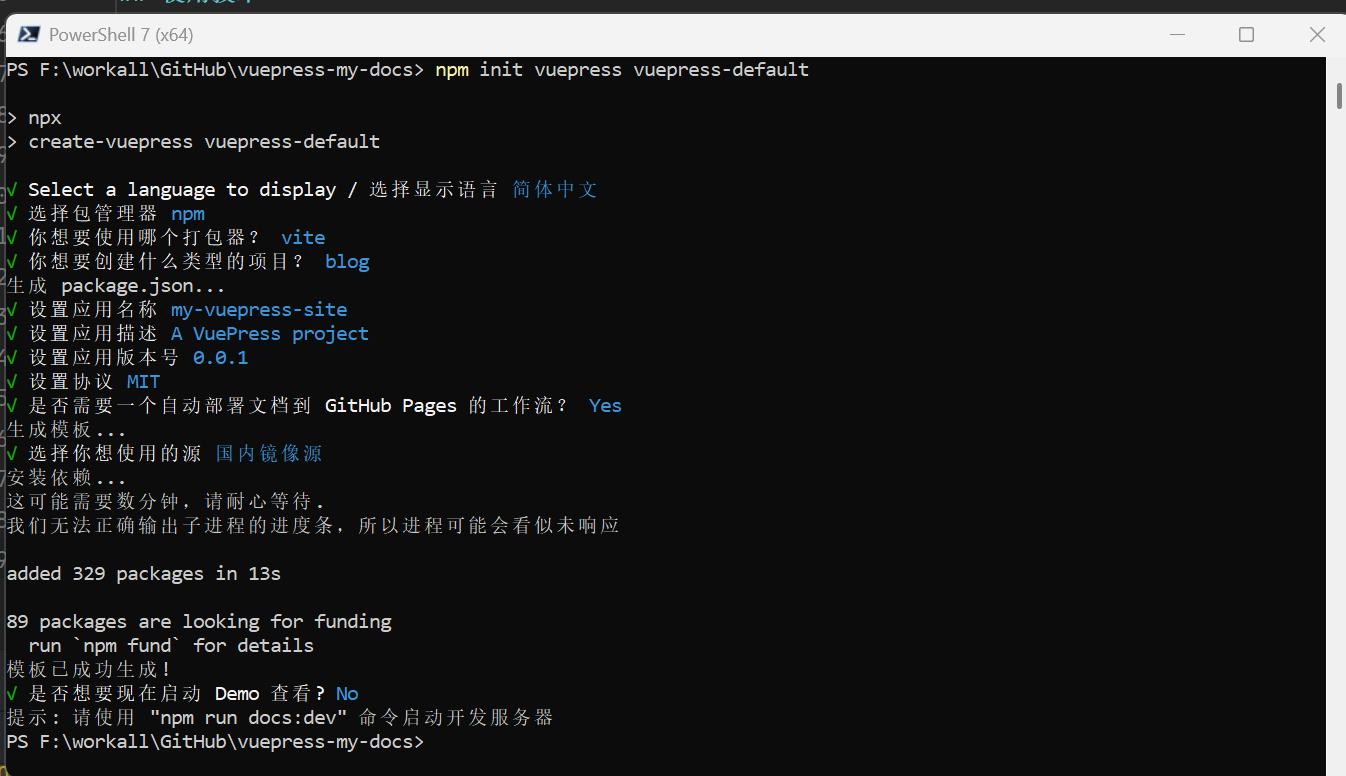 PowerShell 7 (x64)
PS F:\workall\GitHub\vuepress-my-docs> npm init vuepress vuepress-default
> npx
> create-vuepress vuepress-default
√ Select a language to display / 选择显示语言 简体中文
√ 选择包管理器 npm
√ 你想要使用哪个打包器? vite
√ 你想要创建什么类型的项目? blog
生成 package.json...
√ 设置应用名称 my-vuepress-site
√ 设置应用描述 A VuePress project
√ 设置应用版本号 0.0.1
√ 设置协议 MIT
√ 是否需要一个自动部署文档到 GitHub Pages 的工作流? Yes
生成模板...
√ 选择你想使用的源 国内镜像源
安装依赖...
这可能需要数分钟,请耐心等待.
我们无法正确输出子进程的进度条,所以进程可能会看似未响应
added 329 packages in 13s
89 packages are looking for funding
run `npm fund` for details
模板已成功生成!
√ 是否想要现在启动 Demo 查看? No
提示: 请使用 "npm run docs:dev" 命令启动开发服务器
PS F:\workall\GitHub\vuepress-my-docs>